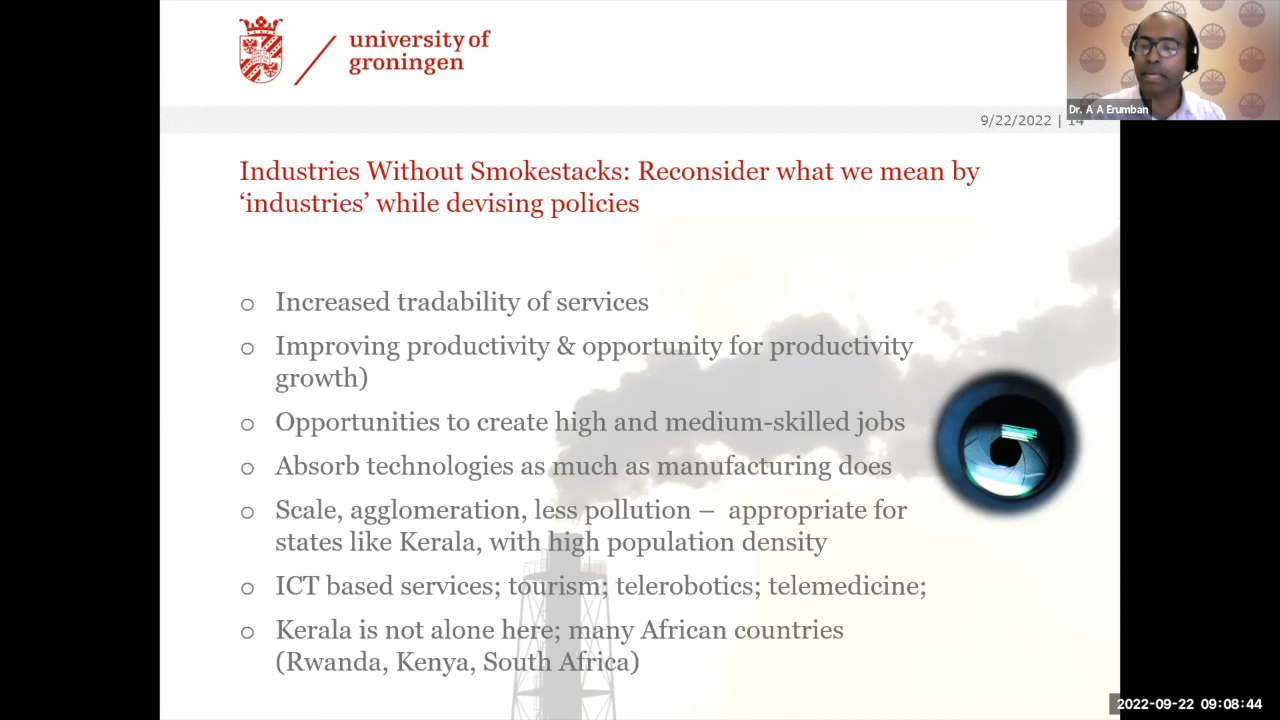 university of
groningen
Dr. A A Erumban
9/22/2022 | 14
Industries Without Smokestacks: Reconsider what we mean by
‘industries’ while devising policies
o Increased tradability of services
o Improving productivity & opportunity for productivity
growth)
o Opportunities to create high and medium-skilled jobs
o Absorb technologies as much as manufacturing does
o Scale, agglomeration, less pollution – appropriate for
states like Kerala, with high population density
o ICT based services; tourism; telerobotics; telemedicine;
o Kerala is not alone here; many African countries
(Rwanda, Kenya, South Africa)
2022-09-22 09:08:44